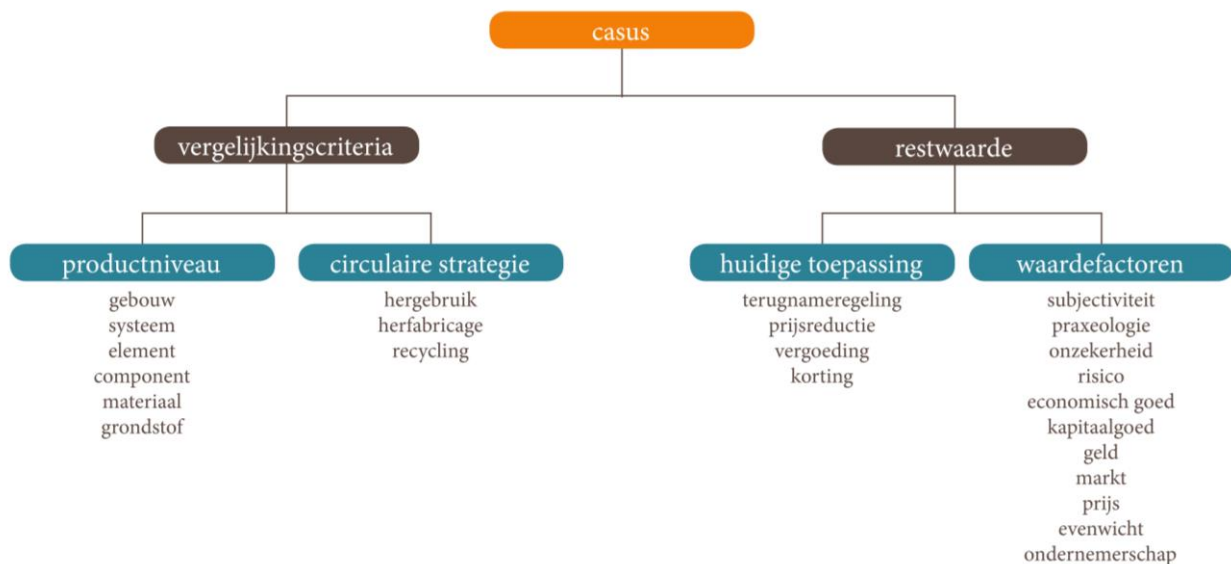 casus
vergelijkingscriteria
restwaarde
productniveau
gebouw
systeem
element
component
materiaal
grondstof
circulaire strategie
hergebruik
herfabricage
recycling
huidige toepassing
terugnameregeling
prijsreductie
vergoeding
korting
waardefactoren
subjectiviteit
praxeologie
onzekerheid
risico
economisch goed
kapitaalgoed
geld
markt
prijs
evenwicht
ondernemerschap